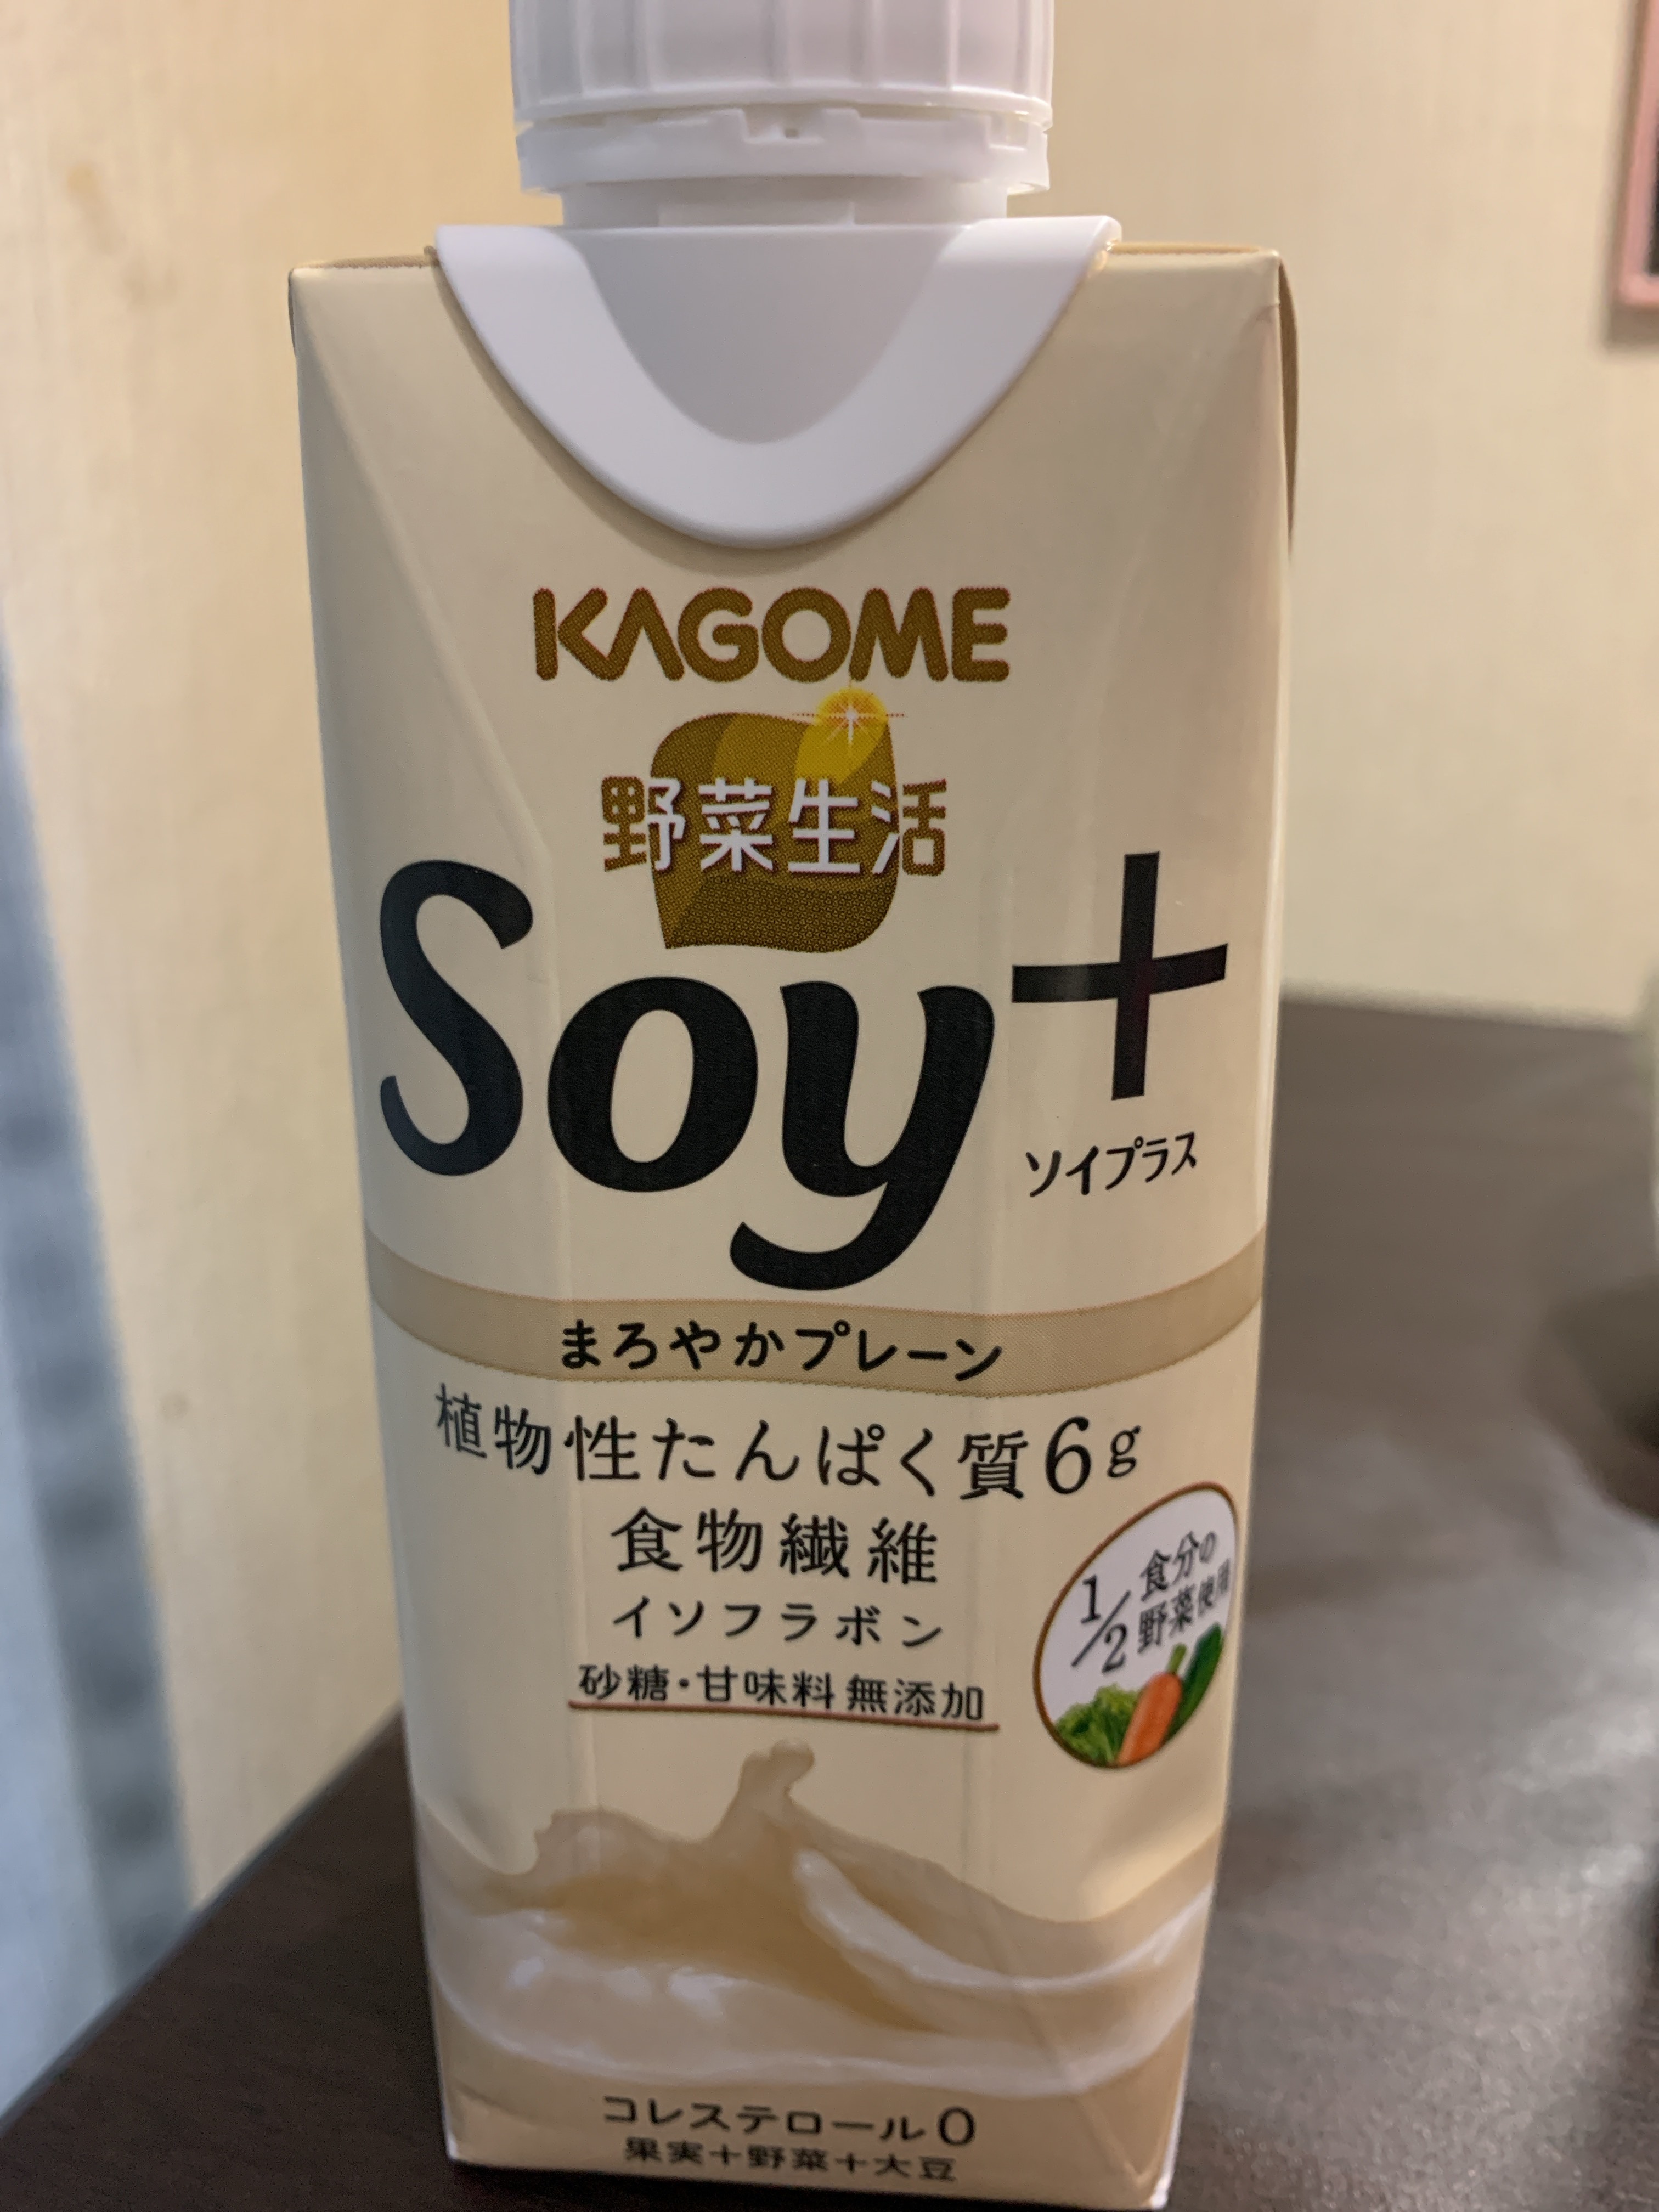 KAGOME
野菜生活
Soy+
ソイプラス
まろやかプレーン
植物性たんぱく質6g
食物繊維
イソフラボン
砂糖・甘味料無添加
1/2食分の
野菜使用
コレステロール0
果実+野菜+大豆